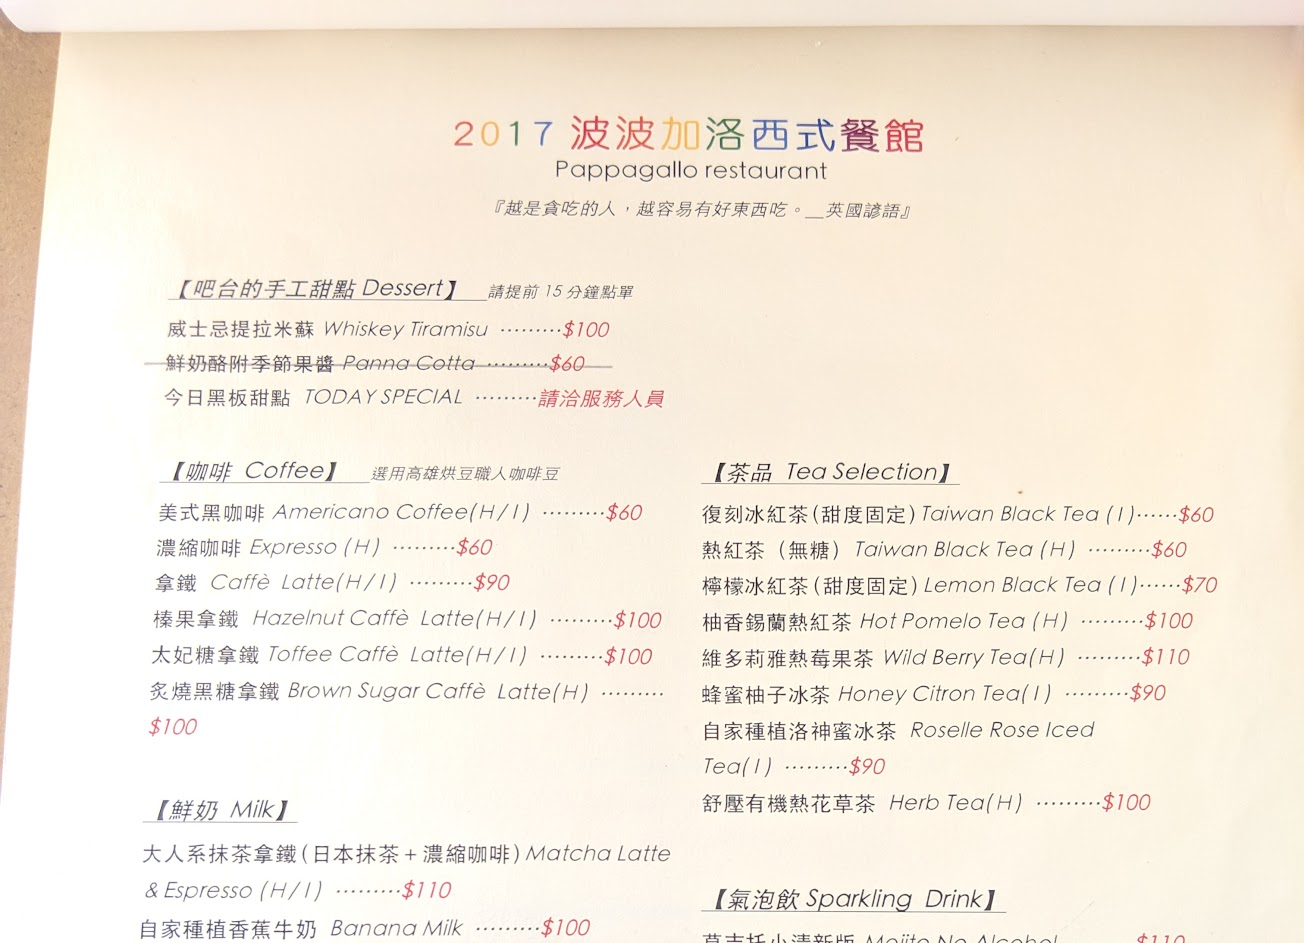 2017 波波加洛西式餐館
Pappagallo restaurant
『越是貪吃的人，越容易有好東西吃。__英國諺語』
【吧台的手工甜點 Dessert】 請提前 15 分鐘點單
威士忌提拉米蘇 Whiskey Tiramisu ………$100
鮮奶酪附季節果醬 Panna Cotta ………$60
今日黑板甜點 TODAY SPECIAL ………請洽服務人員
【咖啡 Coffee】 選用高雄烘豆職人咖啡豆
美式黑咖啡 Americano Coffee(H/I) ………$60
濃縮咖啡 Expresso (H) ………$60
拿鐵 Caffè Latte(H/I) ………$90
榛果拿鐵 Hazelnut Caffè Latte(H/I) ………$100
太妃糖拿鐵 Toffee Caffè Latte(H/I) ………$100
炙燒黑糖拿鐵 Brown Sugar Caffè Latte(H) ………
$100
【鮮奶 Milk】
大人系抹茶拿鐵(日本抹茶+濃縮咖啡) Matcha Latte
& Espresso (H/I) ………$110
自家種植香蕉牛奶 Banana Milk ………$100
【茶品 Tea Selection】
復刻冰紅茶(甜度固定) Taiwan Black Tea (I)……$60
熱紅茶（無糖）Taiwan Black Tea (H) ………$60
檸檬冰紅茶(甜度固定) Lemon Black Tea (I)……$70
柚香錫蘭熱紅茶 Hot Pomelo Tea (H) ………$100
維多莉雅熱莓果茶 Wild Berry Tea(H) ………$110
蜂蜜柚子冰茶 Honey Citron Tea(I) ………$90
自家種植洛神蜜冰茶 Roselle Rose Iced
Tea(I) ………$90
舒壓有機熱花草茶 Herb Tea(H) ………$100
【氣泡飲 Sparkling Drink】
莫吉托小清新版 Mojito No Alcohol ………$110